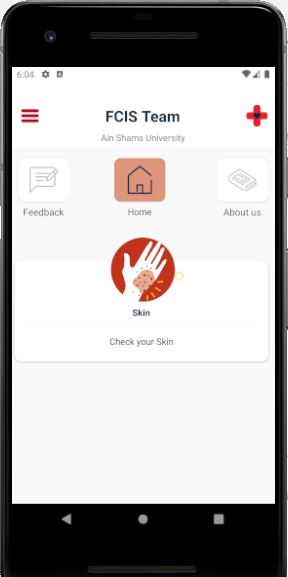 6:04
FCIS Team
Ain Shams University
Feedback
Home
About us
Skin
Check your Skin